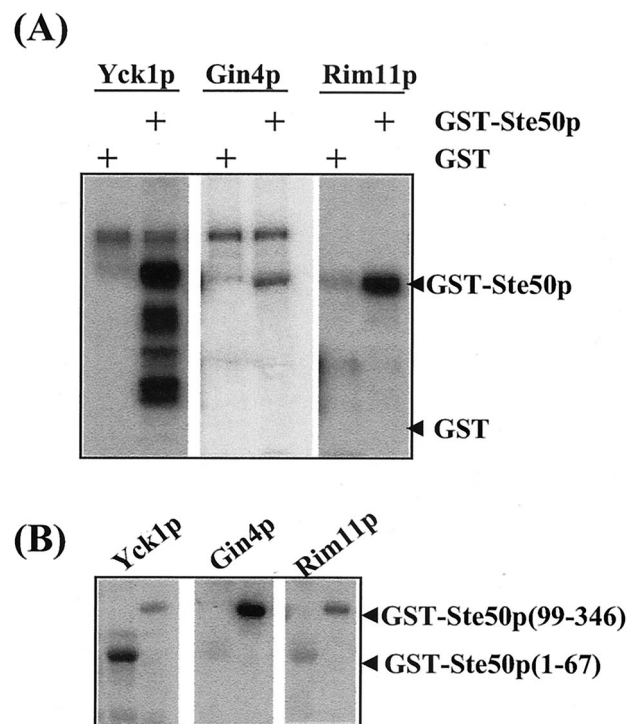 (A)
Yck1p Gin4p Rim11p
+ + + GST-Ste50p
+ + + GST
◄GST-Ste50p
◄ GST
(B)
Yck1p Gin4p Rim11p
◄GST-Ste50p(99-346)
◄GST-Ste50p(1-67)